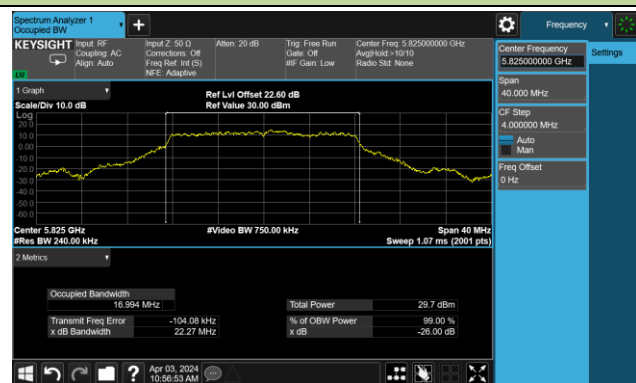 Spectrum Analyzer 1
Occupied BW
+
Frequency
KEYSIGHT
Input: RF
Coupling: AC
Align: Auto
Input Z: 50 Ω
Corrections: Off
Freq Ref: Int (S)
NFE: Adaptive
Atten: 20 dB
Trig: Free Run
Gate: Off
#IF Gain: Low
Center Freq: 5.825000000 GHz
Avg|Hold:>10/10
Radio Std: None
LXI
Center Frequency
5.825000000 GHz
Settings
Span
40.000 MHz
CF Step
4.000000 MHz
Auto
Man
Freq Offset
0 Hz
1 Graph
Scale/Div 10.0 dB
Ref Lvl Offset 22.60 dB
Ref Value 30.00 dBm
Log
20.0
10.0
0.00
-10.0
-20.0
-30.0
-40.0
-50.0
-60.0
Center 5.825 GHz
#Video BW 750.00 kHz
Span 40 MHz
#Res BW 240.00 kHz
Sweep 1.07 ms (2001 pts)
2 Metrics
Occupied Bandwidth
16.994 MHz
Total Power 29.7 dBm
Transmit Freq Error -104.08 kHz
% of OBW Power 99.00 %
x dB Bandwidth 22.27 MHz
x dB -26.00 dB
?
Apr 03, 2024
10:56:53 AM